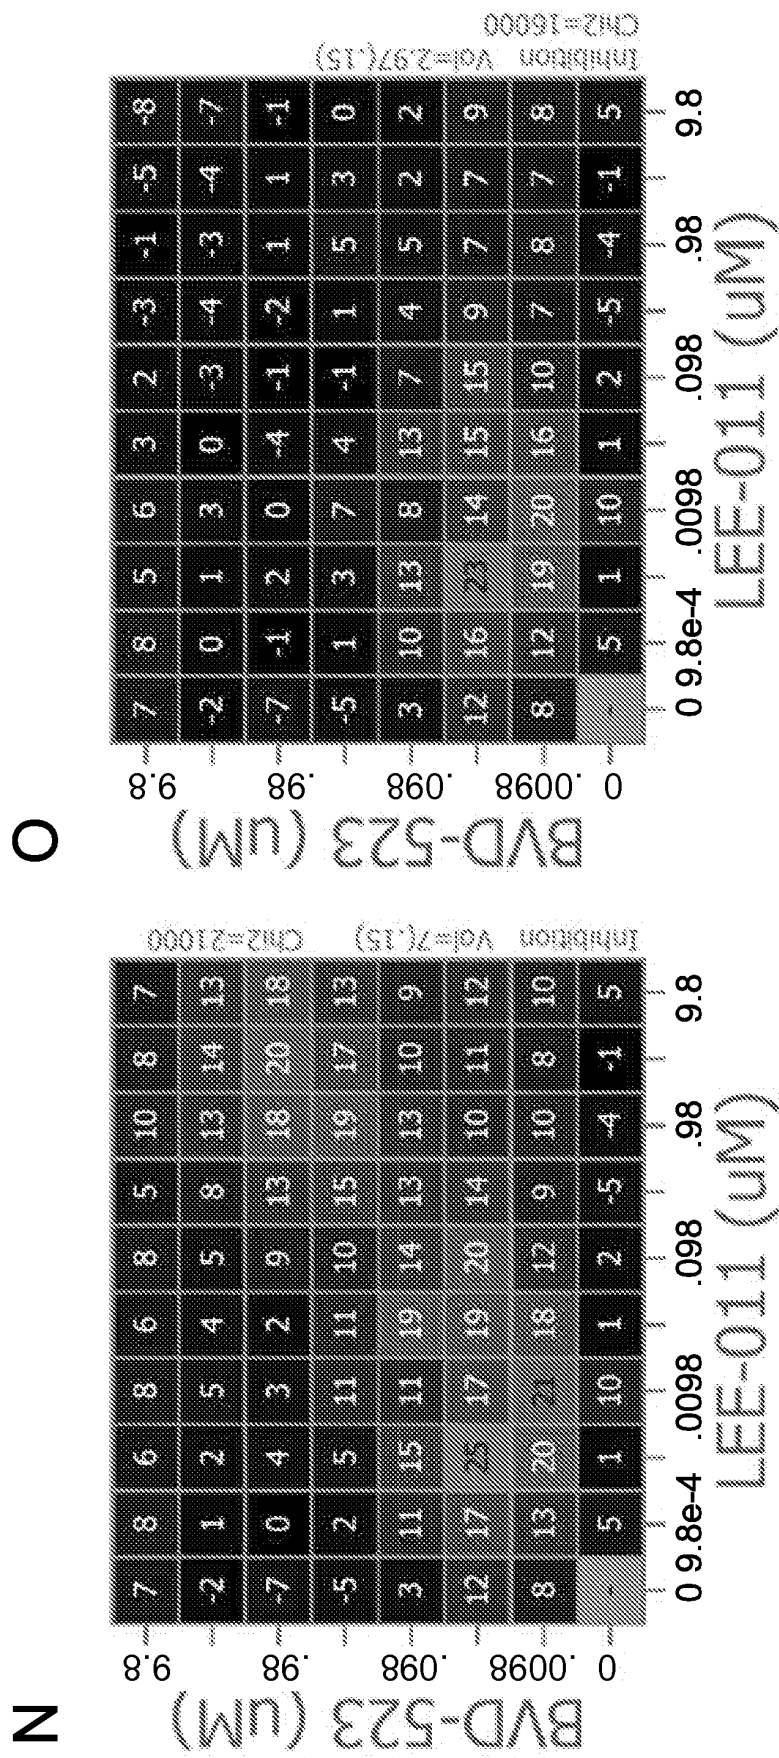 N
BVD-523 (uM)
9.8 7 8 6 8 6 8 5 10 8 7
-2 1 2 5 4 5 8 13 14 13
.98 -7 0 4 3 2 9 13 18 20 18
-5 2 5 11 11 10 15 19 17 13
.098 3 11 15 11 19 14 13 13 10 9
12 17 25 17 19 20 14 10 11 12
.0098 8 13 20 21 18 12 9 10 8 10
0 - 5 1 10 1 2 -5 -4 -1 5
0 9.8e-4 .0098 .098 .98 9.8
LEE-011 (uM)
Inhibition Vol=7(.15) Chi2=21000
O
BVD-523 (uM)
9.8 7 8 5 6 3 2 -3 -1 -5 -8
-2 0 1 3 0 -3 -4 -3 -4 -7
.98 -7 -1 2 0 -4 -1 -2 1 1 -1
-5 1 3 7 4 -1 1 5 3 0
.098 3 10 13 8 13 7 4 5 2 2
12 16 23 14 15 15 9 7 7 9
.0098 8 12 19 20 16 10 7 8 7 8
0 5 1 10 1 2 -5 -4 -1 5
0 9.8e-4 .0098 .098 .98 9.8
LEE-011 (uM)
Inhibition Vol=2.97(.15)
Chi2=16000